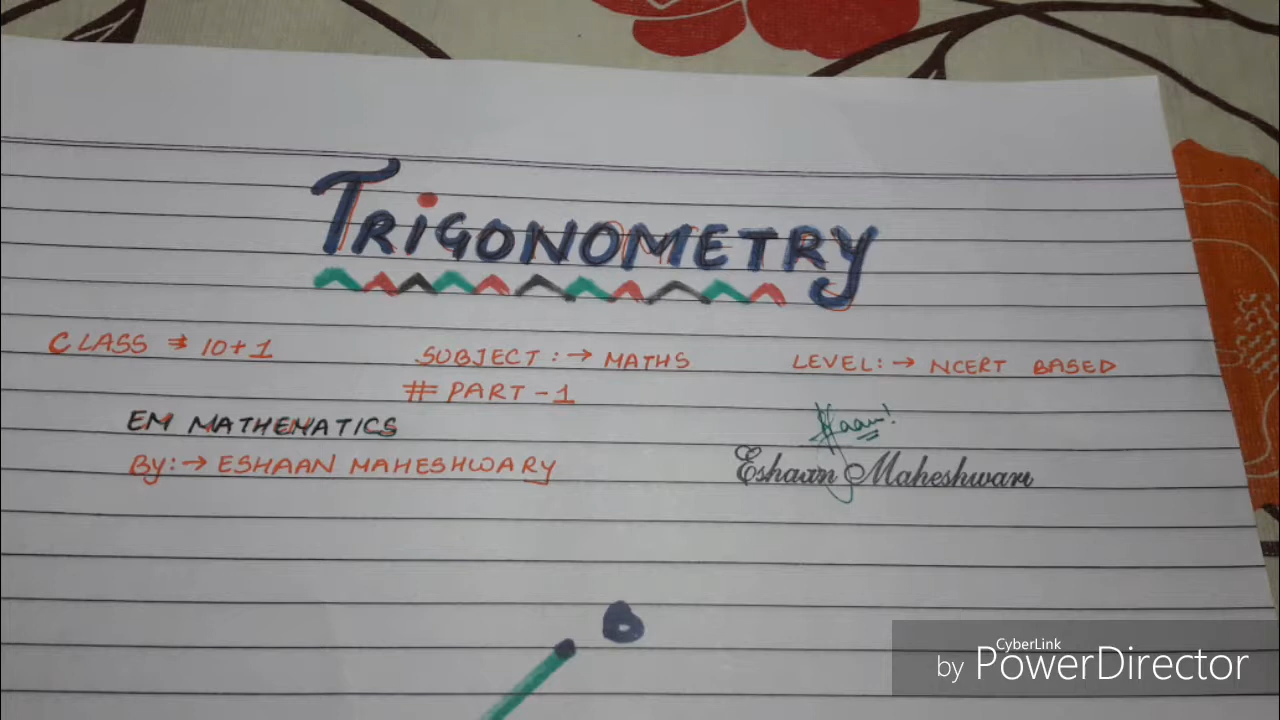 TRiGONOMETRY
CLASS → 10+1 SUBJECT :→ MATHS LEVEL:→ NCERT BASED
# PART - 1
EM MATHEMATICS
By:→ ESHAAN MAHESHWARY
Eshaan Maheshwari
CyberLink
by PowerDirector